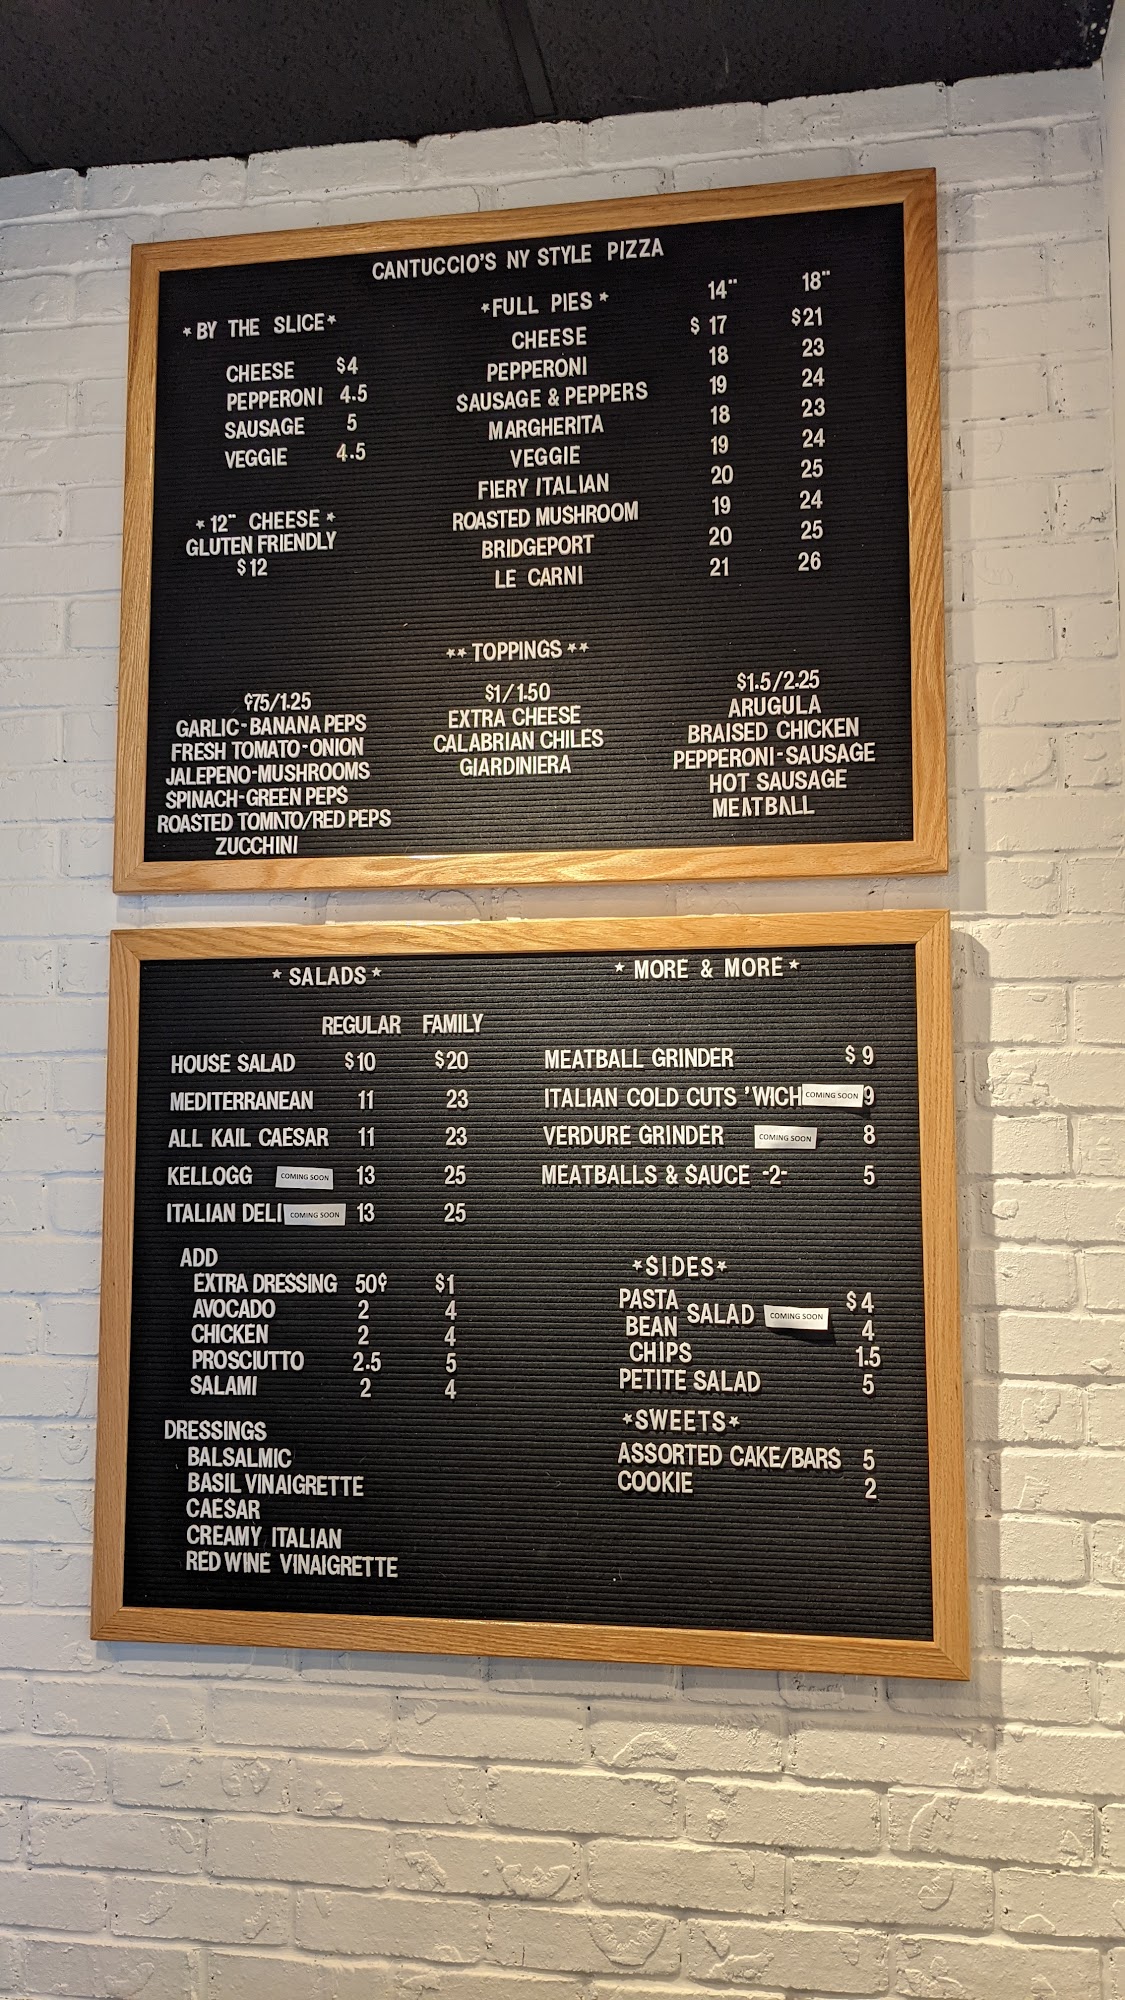 CANTUCCIO'S NY STYLE PIZZA
*BY THE SLICE*
CHEESE $4
PEPPERONI 4.5
SAUSAGE 5
VEGGIE 4.5
*12" CHEESE*
GLUTEN FRIENDLY
$12
*FULL PIES* 14" 18"
CHEESE $17 $21
PEPPERONI 18 23
SAUSAGE & PEPPERS 19 24
MARGHERITA 18 23
VEGGIE 19 24
FIERY ITALIAN 20 25
ROASTED MUSHROOM 19 24
BRIDGEPORT 20 25
LE CARNI 21 26
**TOPPINGS**
¢75/1.25
GARLIC-BANANA PEPS
FRESH TOMATO-ONION
JALEPENO-MUSHROOMS
SPINACH-GREEN PEPS
ROASTED TOMATO/RED PEPS
ZUCCHINI
$1/1.50
EXTRA CHEESE
CALABRIAN CHILES
GIARDINIERA
$1.5/2.25
ARUGULA
BRAISED CHICKEN
PEPPERONI-SAUSAGE
HOT SAUSAGE
MEATBALL
*SALADS*
REGULAR FAMILY
HOUSE SALAD $10 $20
MEDITERRANEAN 11 23
ALL KAIL CAESAR 11 23
KELLOGG COMING SOON 13 25
ITALIAN DELI COMING SOON 13 25
ADD
EXTRA DRESSING 50¢ $1
AVOCADO 2 4
CHICKEN 2 4
PROSCIUTTO 2.5 5
SALAMI 2 4
DRESSINGS
BALSALMIC
BASIL VINAIGRETTE
CAESAR
CREAMY ITALIAN
RED WINE VINAIGRETTE
*MORE & MORE*
MEATBALL GRINDER $9
ITALIAN COLD CUTS 'WICH COMING SOON 9
VERDURE GRINDER COMING SOON 8
MEATBALLS & SAUCE -2- 5
*SIDES*
PASTA $4
SALAD COMING SOON
BEAN 4
CHIPS 1.5
PETITE SALAD 5
*SWEETS*
ASSORTED CAKE/BARS 5
COOKIE 2